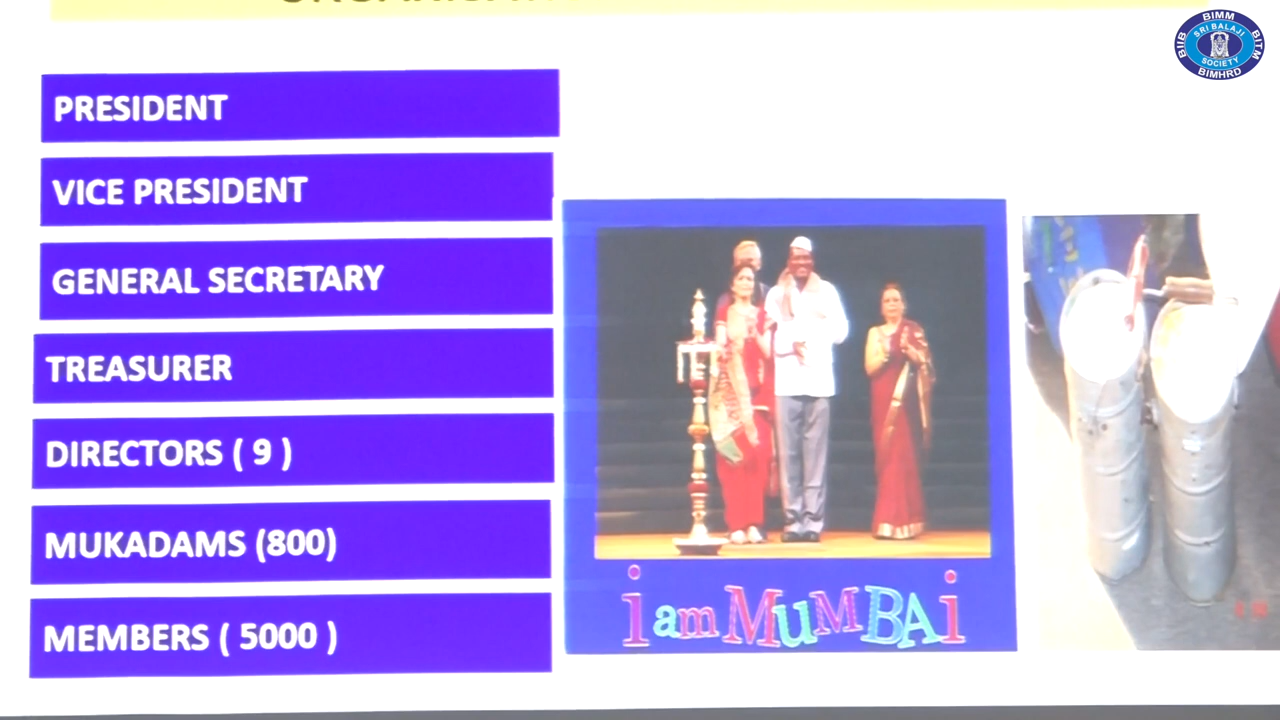 BIMM
BIIB
BITM
SRI BALAJI
SOCIETY
BIMHRD
PRESIDENT
VICE PRESIDENT
GENERAL SECRETARY
TREASURER
DIRECTORS ( 9 )
MUKADAMS (800)
MEMBERS ( 5000 )
i am MuMBAi